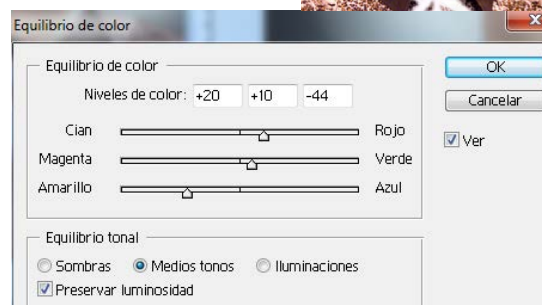 Equilibrio de color
Equilibrio de color
OK
Niveles de color: +20 +10 -44
Cancelar
Cian Rojo
Ver
Magenta Verde
Amarillo Azul
Equilibrio tonal
Sombras Medios tonos Iluminaciones
Preservar luminosidad